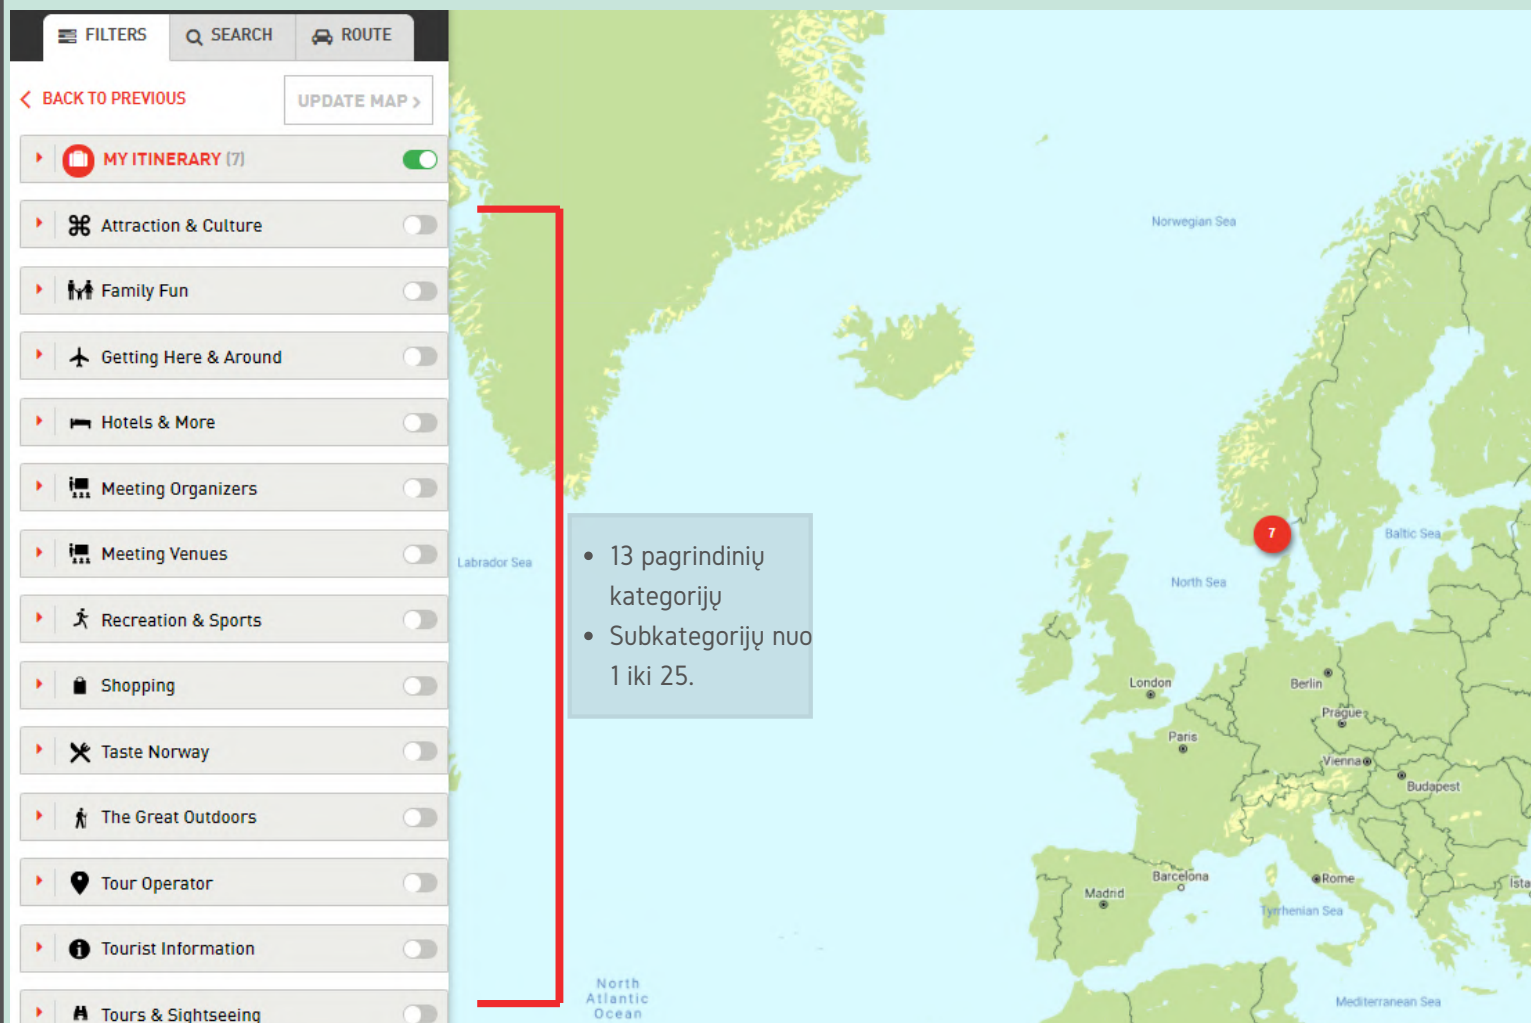 FILTERS
SEARCH
ROUTE
BACK TO PREVIOUS
UPDATE MAP >
MY ITINERARY (7)
Attraction & Culture
Family Fun
Getting Here & Around
Hotels & More
Meeting Organizers
Meeting Venues
Recreation & Sports
Shopping
Taste Norway
The Great Outdoors
Tour Operator
Tourist Information
Tours & Sightseeing
• 13 pagrindinių
kategorijų
• Subkategorijų nuo
1 iki 25.
Norwegian Sea
Labrador Sea
7
Baltic Sea
North Sea
London
Berlin
Prague
Paris
Vienna
Budapest
Barcelona
Rome
Madrid
Ista
Tyrrhenian Sea
North
Atlantic
Ocean
Mediterranean Sea